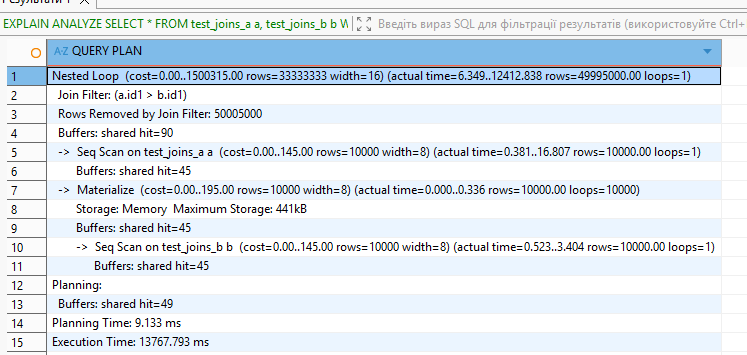 EXPLAIN ANALYZE SELECT * FROM test_joins_a a, test_joins_b b W
Введіть вираз SQL для фільтрації результатів (використовуйте Ctrl+
A-Z QUERY PLAN
1 Nested Loop (cost=0.00..1500315.00 rows=33333333 width=16) (actual time=6.349..12412.838 rows=49995000.00 loops=1)
2 Join Filter: (a.id1 > b.id1)
3 Rows Removed by Join Filter: 50005000
4 Buffers: shared hit=90
5 -> Seq Scan on test_joins_a a (cost=0.00..145.00 rows=10000 width=8) (actual time=0.381..16.807 rows=10000.00 loops=1)
6 Buffers: shared hit=45
7 -> Materialize (cost=0.00..195.00 rows=10000 width=8) (actual time=0.000..0.336 rows=10000.00 loops=10000)
8 Storage: Memory Maximum Storage: 441kB
9 Buffers: shared hit=45
10 -> Seq Scan on test_joins_b b (cost=0.00..145.00 rows=10000 width=8) (actual time=0.523..3.404 rows=10000.00 loops=1)
11 Buffers: shared hit=45
12 Planning:
13 Buffers: shared hit=49
14 Planning Time: 9.133 ms
15 Execution Time: 13767.793 ms